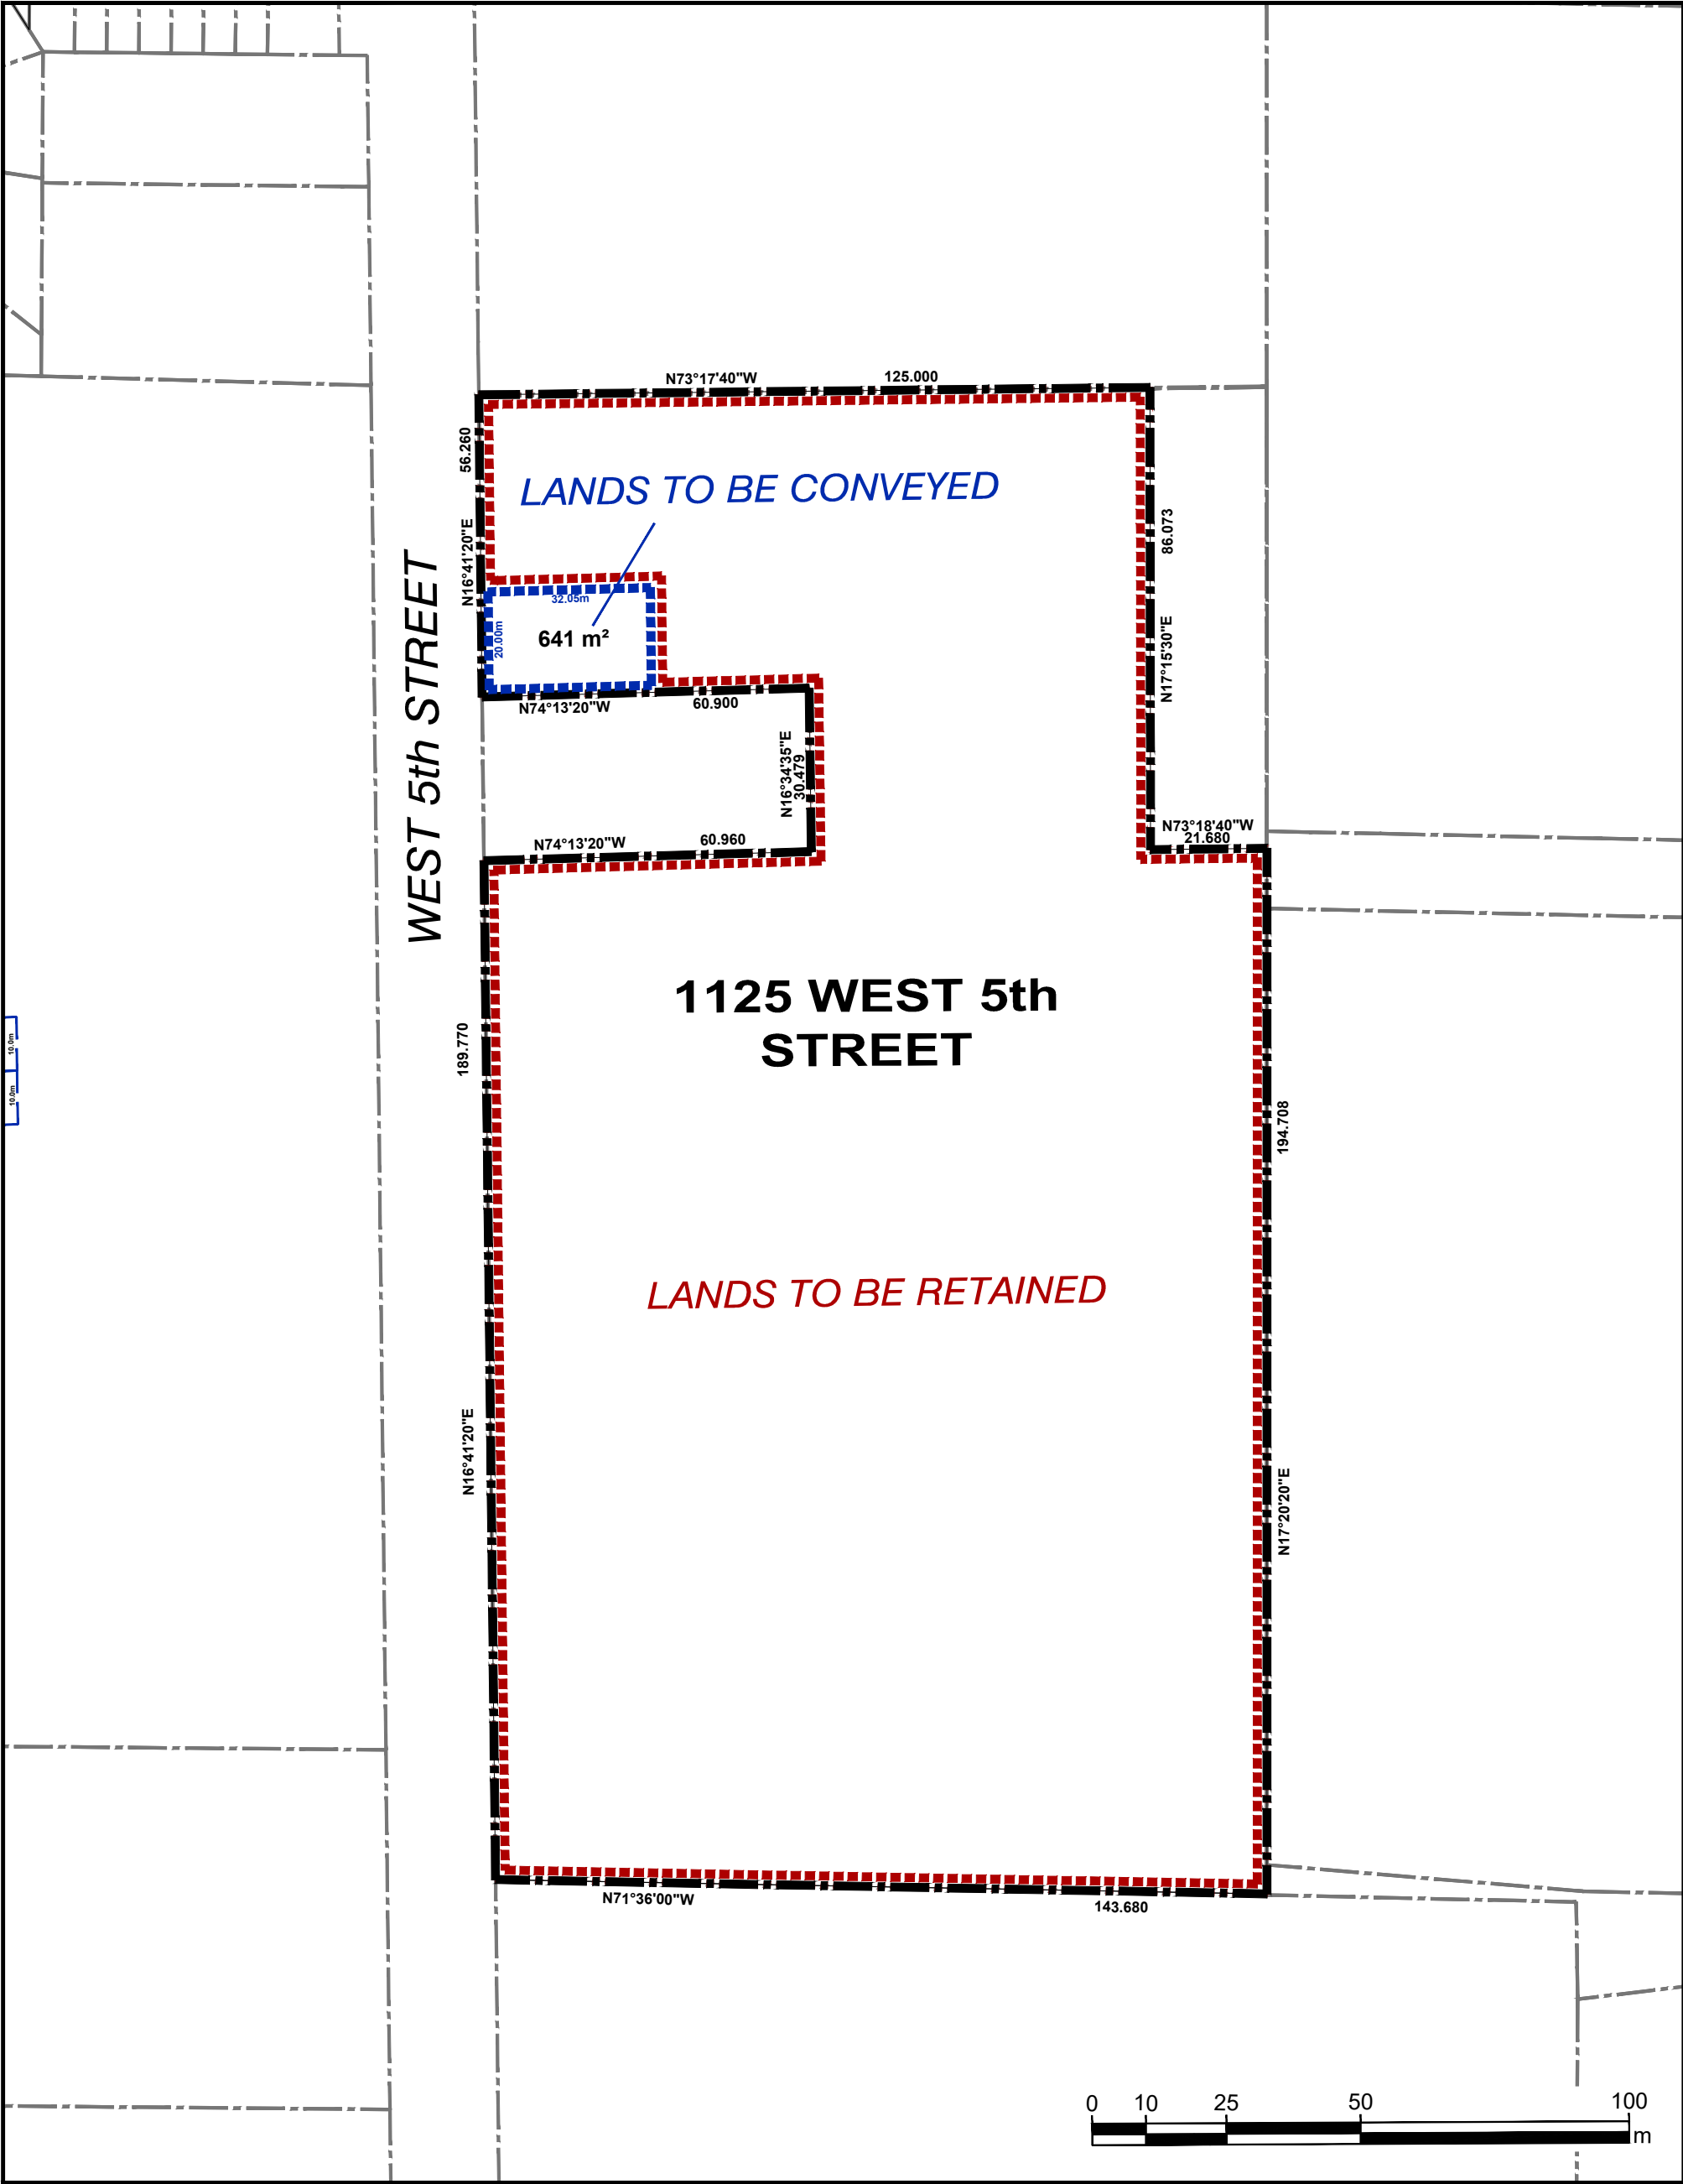 N73°17'40"W 125.000
56.260
N16°41'20"E
LANDS TO BE CONVEYED
86.073
N17°15'30"E
32.05m
20.00m
641 m²
N74°13'20"W 60.900
WEST 5th STREET
N16°34'35"E
30.479
N74°13'20"W 60.960
N73°18'40"W
21.680
1125 WEST 5th
STREET
189.770
10.0m
10.0m
194.708
LANDS TO BE RETAINED
N16°41'20"E
N17°20'20"E
N71°36'00"W
143.680
0 10 25 50 100
m